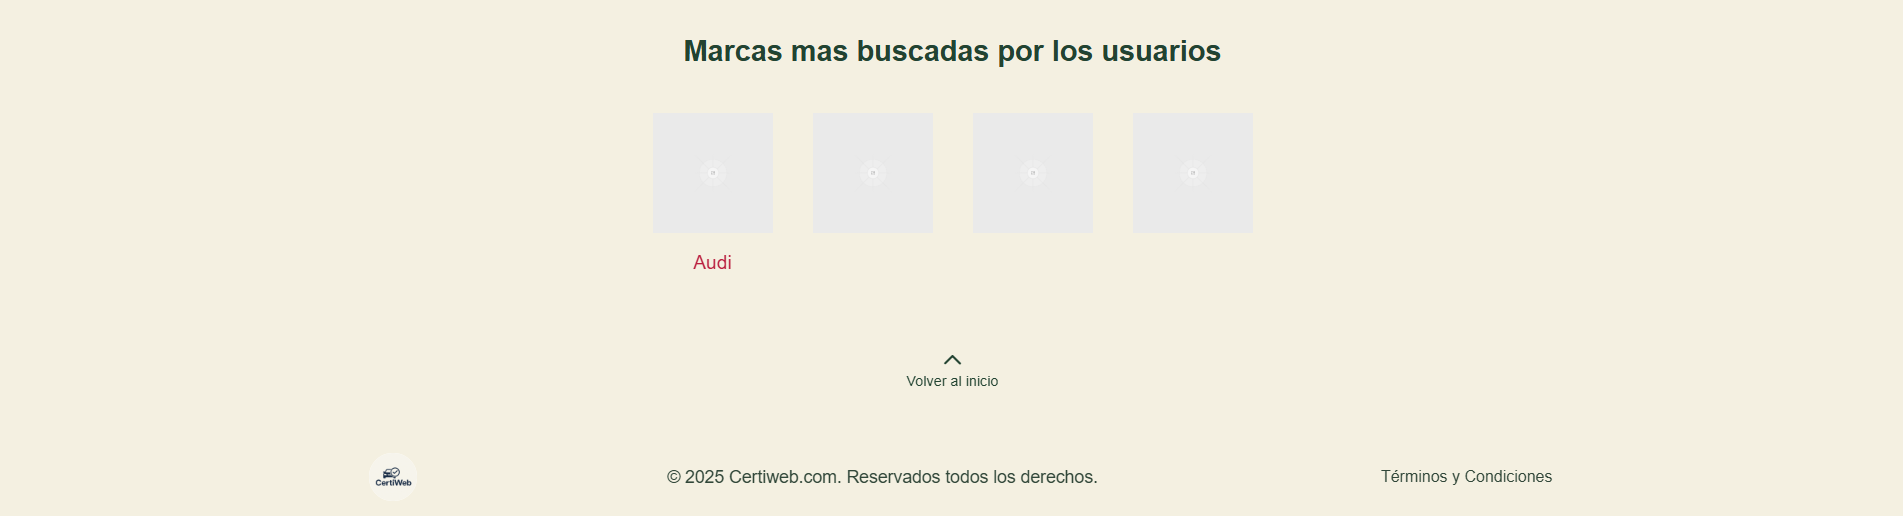 Marcas mas buscadas por los usuarios
Audi
Volver al inicio
CertiWeb
© 2025 Certiweb.com. Reservados todos los derechos.
Términos y Condiciones